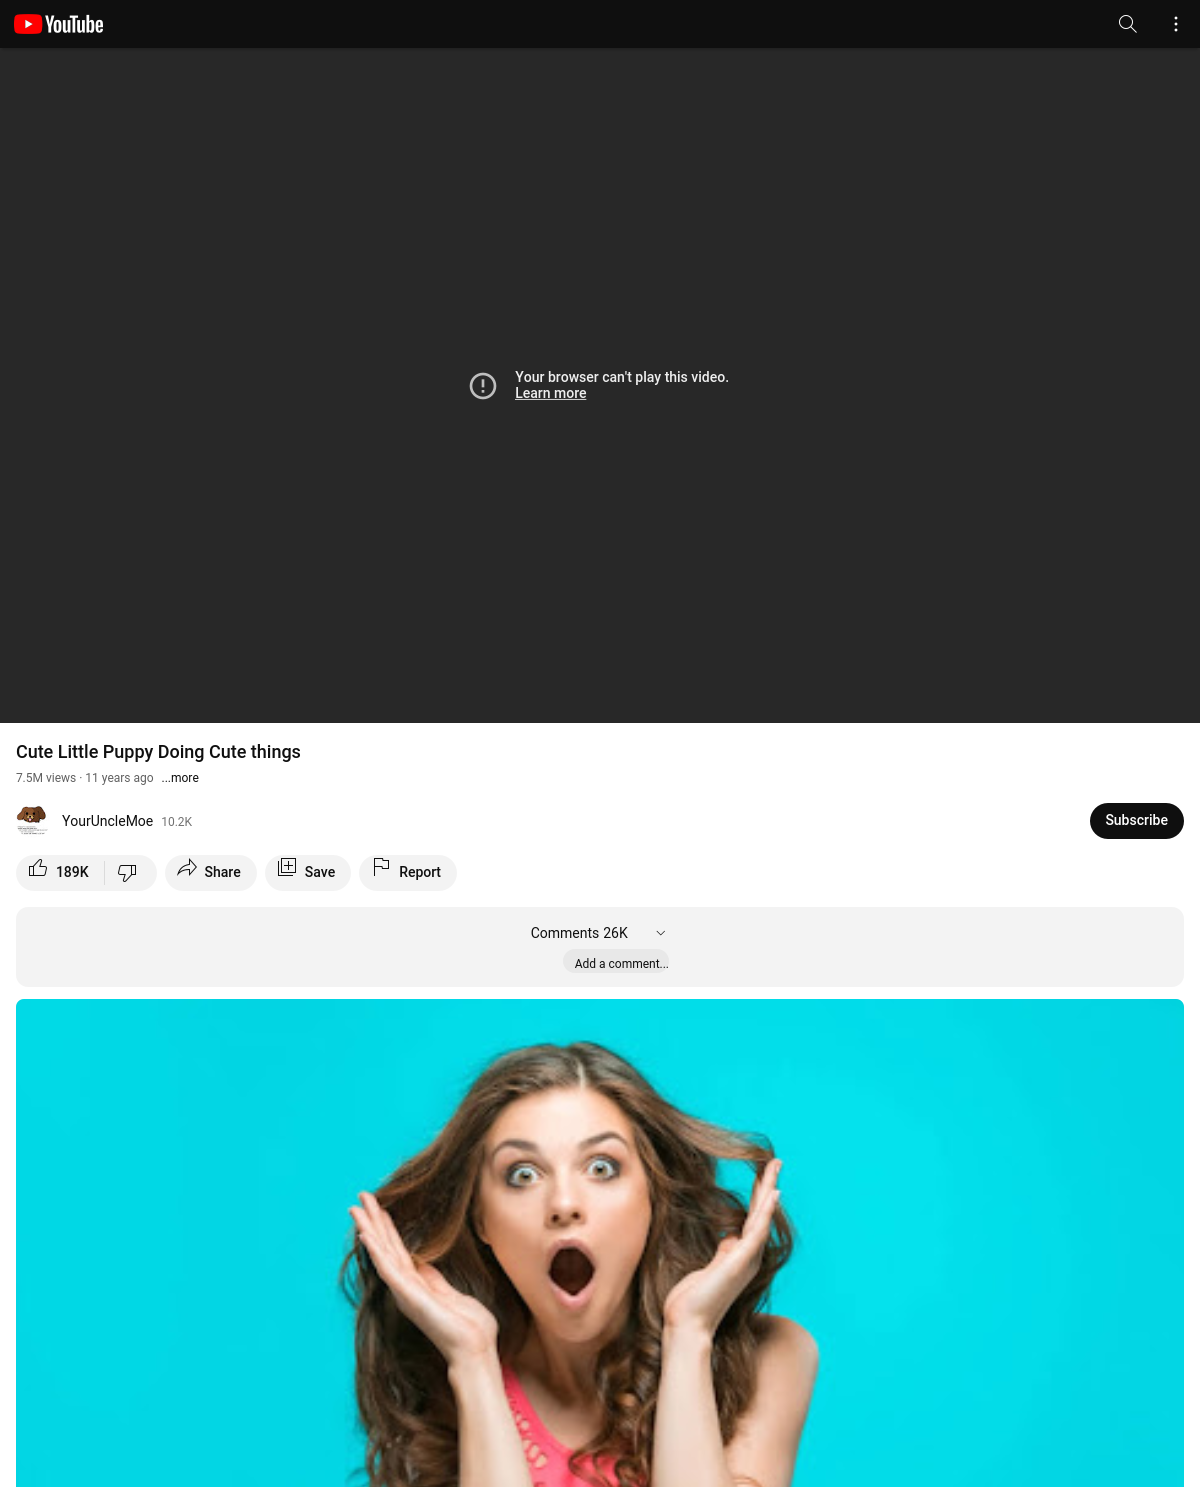 YouTube
Your browser can't play this video.
Learn more
Cute Little Puppy Doing Cute things
7.5M views · 11 years ago ...more
YourUncleMoe 10.2K
Subscribe
189K
Share
Save
Report
Comments 26K
Add a comment...